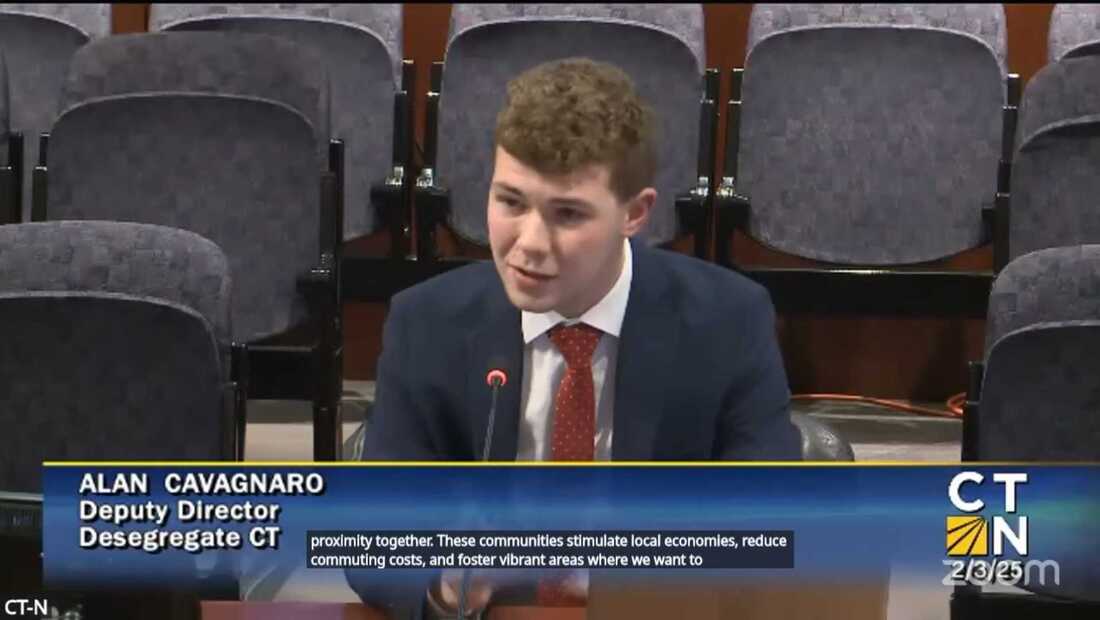 ALAN CAVAGNARO
Deputy Director
Desegregate CT
proximity together. These communities stimulate local economies, reduce
commuting costs, and foster vibrant areas where we want to
CT
N
zoom
2/3/25
CT-N